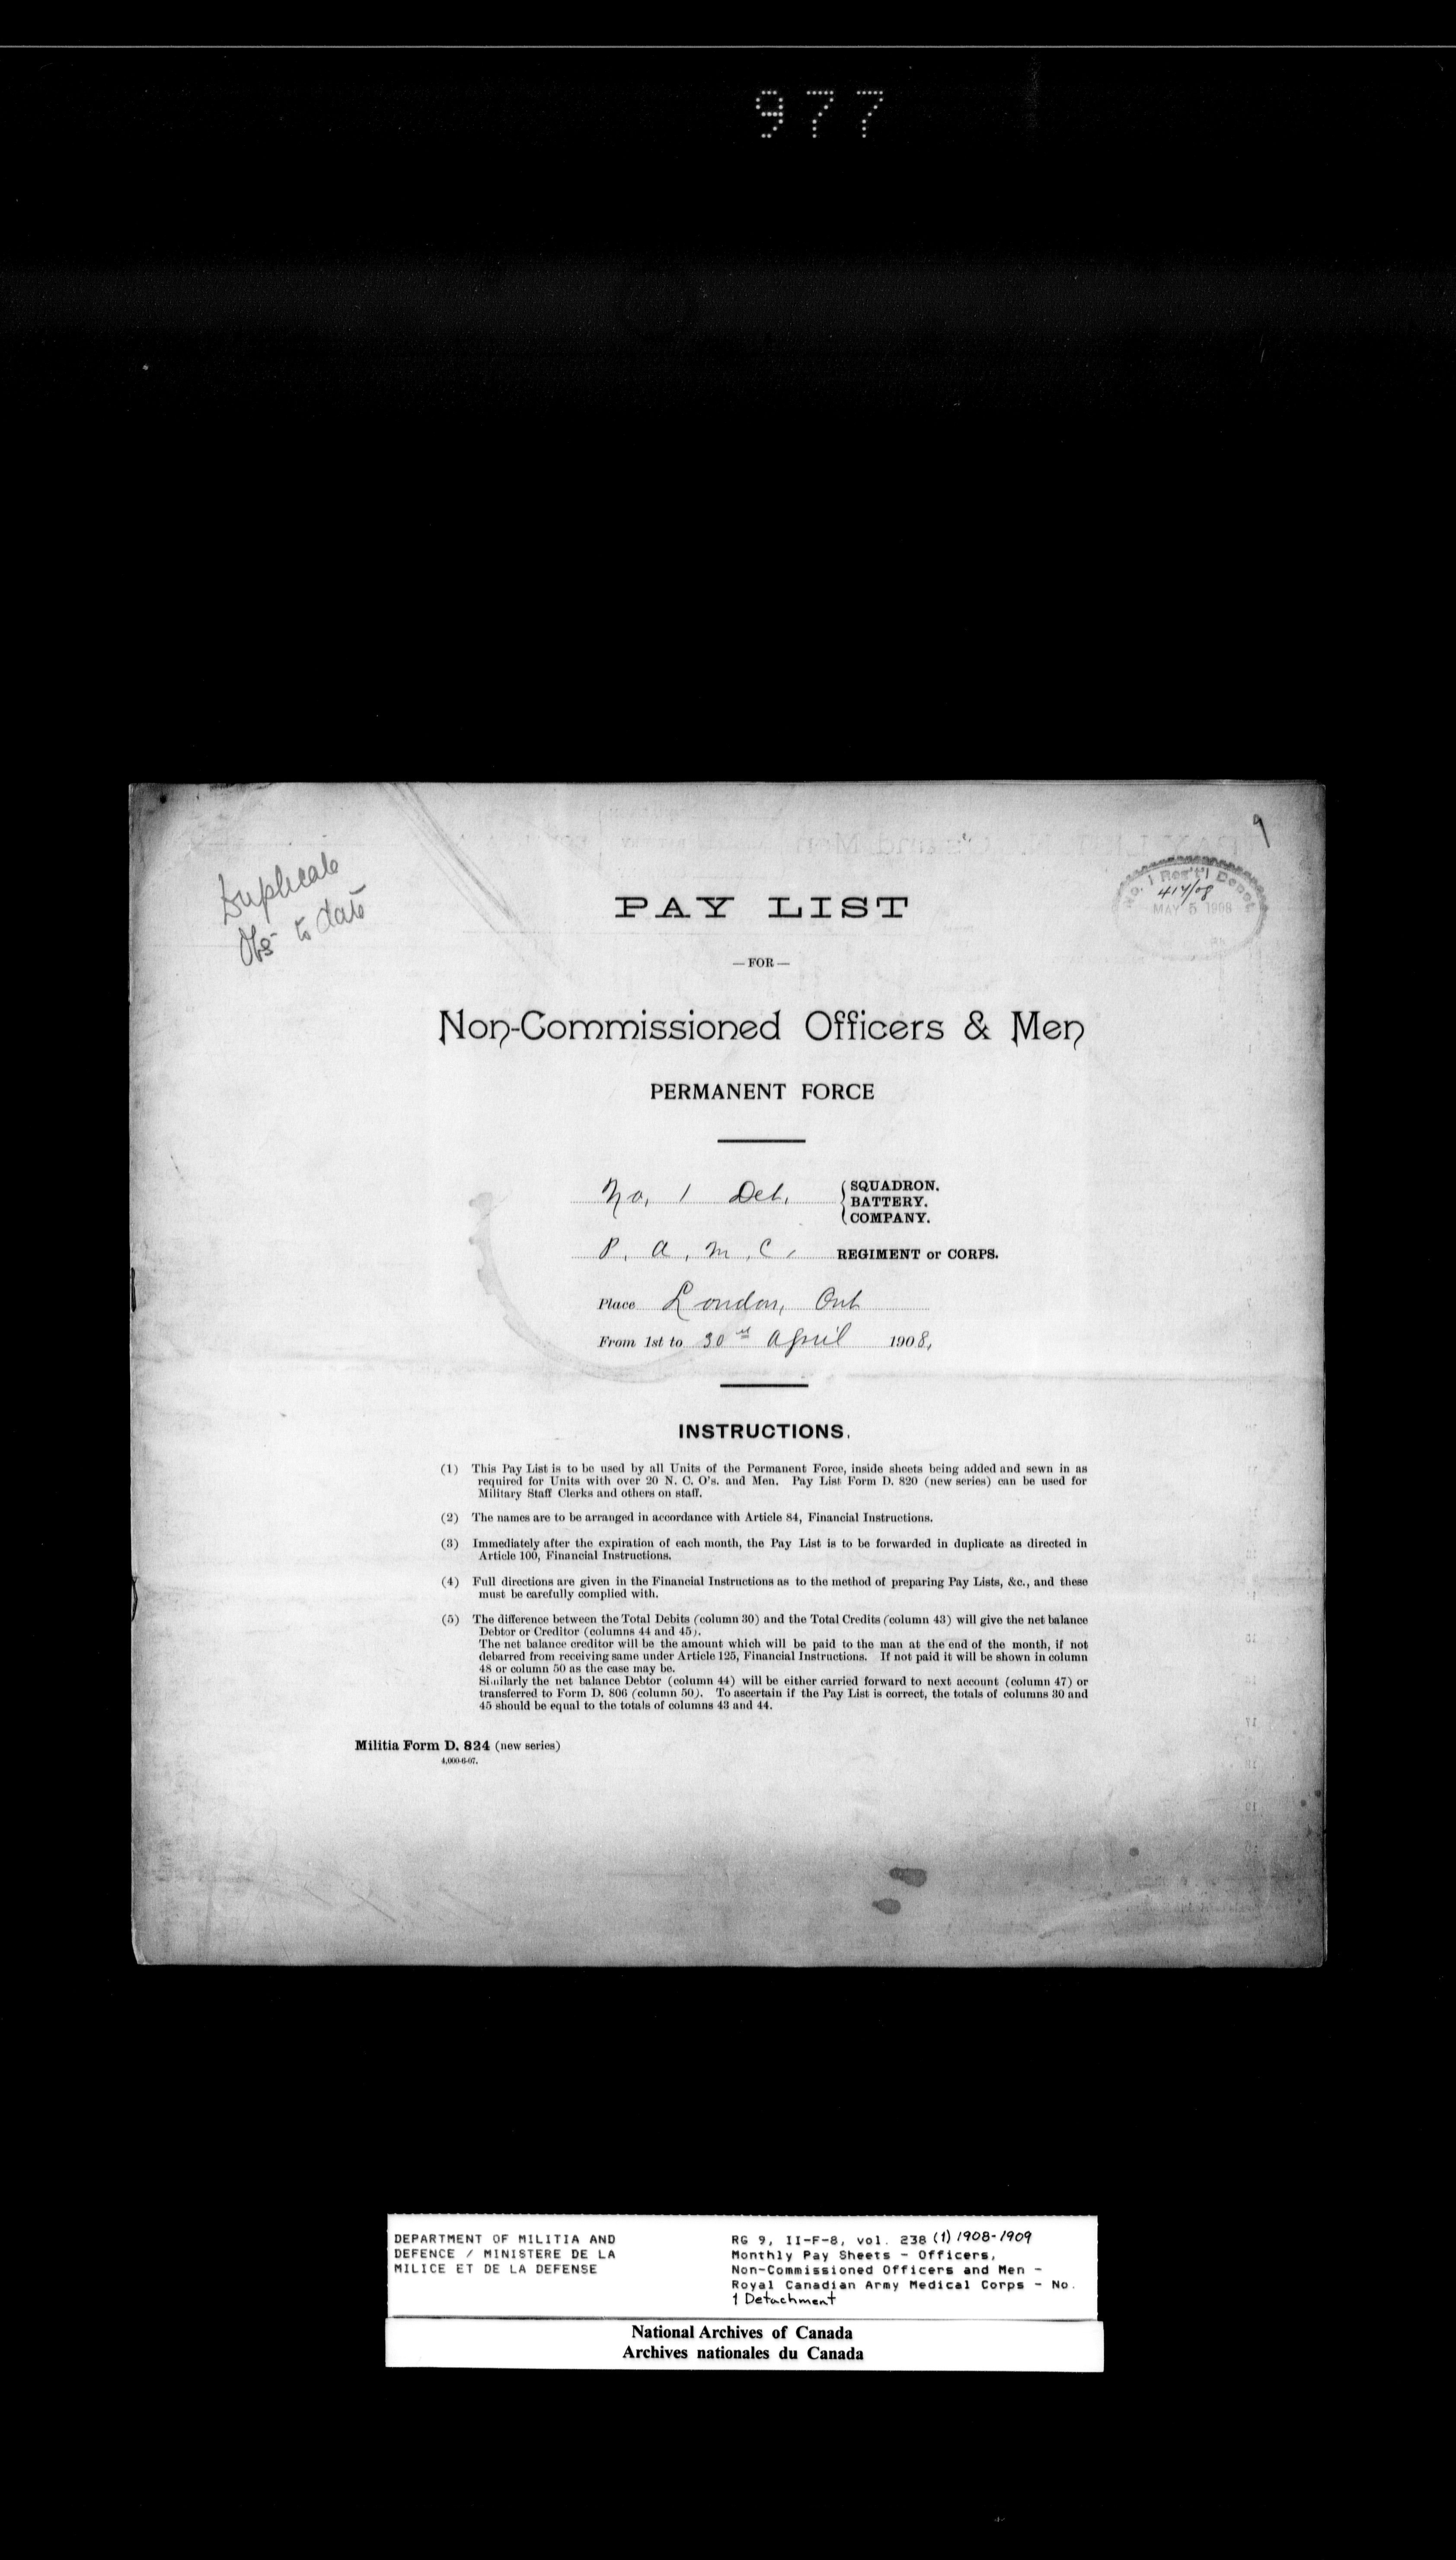 977
9
Duplicate
to date
No. 1 Reg't'l Depot
417/08
MAY 5 1908
PAY LIST
— FOR —
Non-Commissioned Officers & Men
PERMANENT FORCE
No, 1 Det. { SQUADRON. BATTERY. COMPANY.
P. A. M. C. REGIMENT or CORPS.
Place London, Ont
From 1st to 30th April 1908,
INSTRUCTIONS.
(1) This Pay List is to be used by all Units of the Permanent Force, inside sheets being added and sewn in as
required for Units with over 20 N. C. O's. and Men. Pay List Form D. 820 (new series) can be used for
Military Staff Clerks and others on staff.
(2) The names are to be arranged in accordance with Article 84, Financial Instructions.
(3) Immediately after the expiration of each month, the Pay List is to be forwarded in duplicate as directed in
Article 100, Financial Instructions.
(4) Full directions are given in the Financial Instructions as to the method of preparing Pay Lists, &c., and these
must be carefully complied with.
(5) The difference between the Total Debits (column 30) and the Total Credits (column 43) will give the net balance
Debtor or Creditor (columns 44 and 45).
The net balance creditor will be the amount which will be paid to the man at the end of the month, if not
debarred from receiving same under Article 125, Financial Instructions. If not paid it will be shown in column
48 or column 50 as the case may be.
Similarly the net balance Debtor (column 44) will be either carried forward to next account (column 47) or
transferred to Form D. 806 (column 50). To ascertain if the Pay List is correct, the totals of columns 30 and
45 should be equal to the totals of columns 43 and 44.
Militia Form D. 824 (new series)
4,000-6-07.
DEPARTMENT OF MILITIA AND
DEFENCE / MINISTERE DE LA
MILICE ET DE LA DEFENSE
RG 9, II-F-8, vol. 238 (1) 1908-1909
Monthly Pay Sheets - Officers,
Non-Commissioned Officers and Men -
Royal Canadian Army Medical Corps - No.
1 Detachment
National Archives of Canada
Archives nationales du Canada